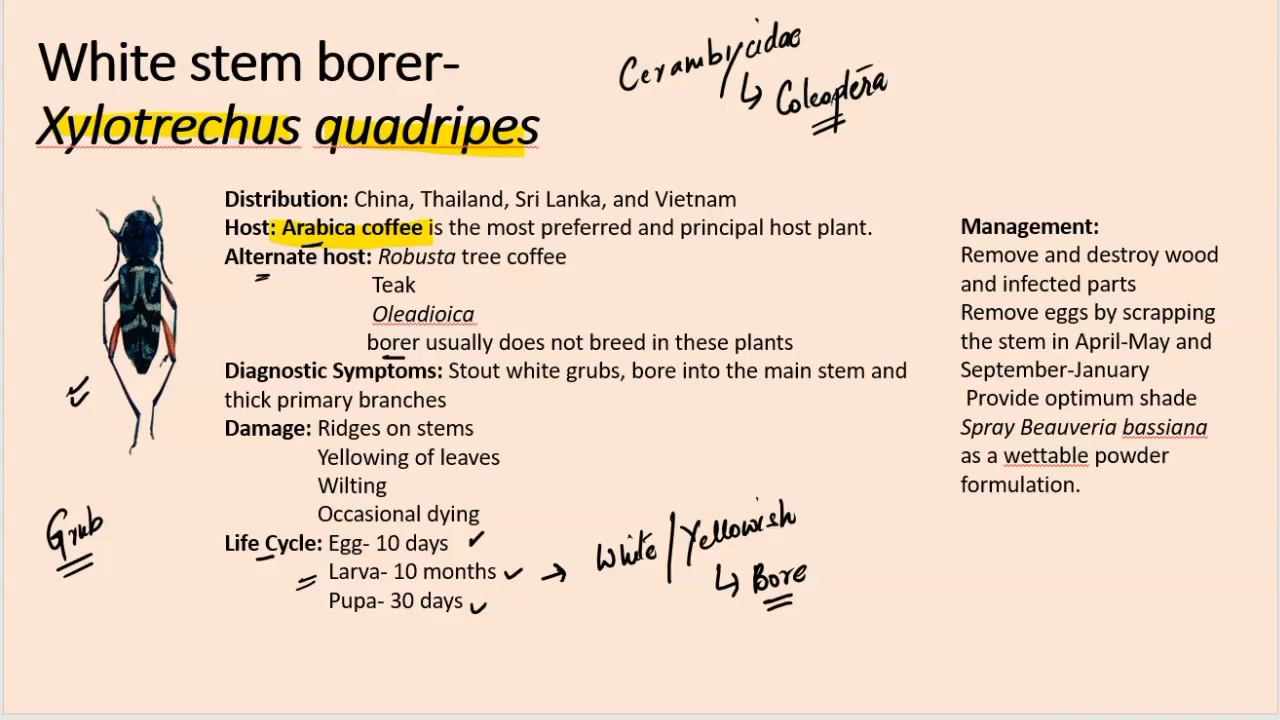 White stem borer-
Xylotrechus quadripes
Cerambycidae
↳ Coleoptera
Distribution: China, Thailand, Sri Lanka, and Vietnam
Host: Arabica coffee is the most preferred and principal host plant.
Alternate host: Robusta tree coffee
Teak
Oleadioica
borer usually does not breed in these plants
Diagnostic Symptoms: Stout white grubs, bore into the main stem and
thick primary branches
Damage: Ridges on stems
Yellowing of leaves
Wilting
Occasional dying
Life Cycle: Egg- 10 days
Larva- 10 months
Pupa- 30 days
Grub
→ White/Yellowish
↳ Bore
Management:
Remove and destroy wood
and infected parts
Remove eggs by scrapping
the stem in April-May and
September-January
Provide optimum shade
Spray Beauveria bassiana
as a wettable powder
formulation.